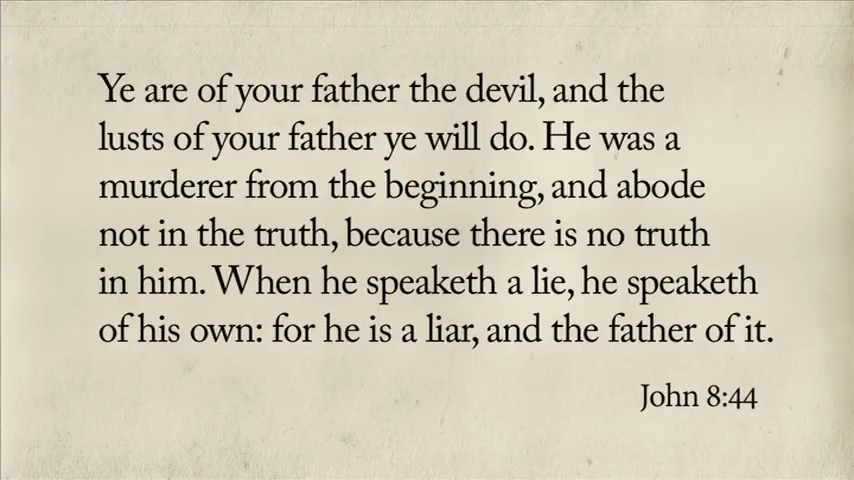 Ye are of your father the devil, and the
lusts of your father ye will do. He was a
murderer from the beginning, and abode
not in the truth, because there is no truth
in him. When he speaketh a lie, he speaketh
of his own: for he is a liar, and the father of it.
John 8:44